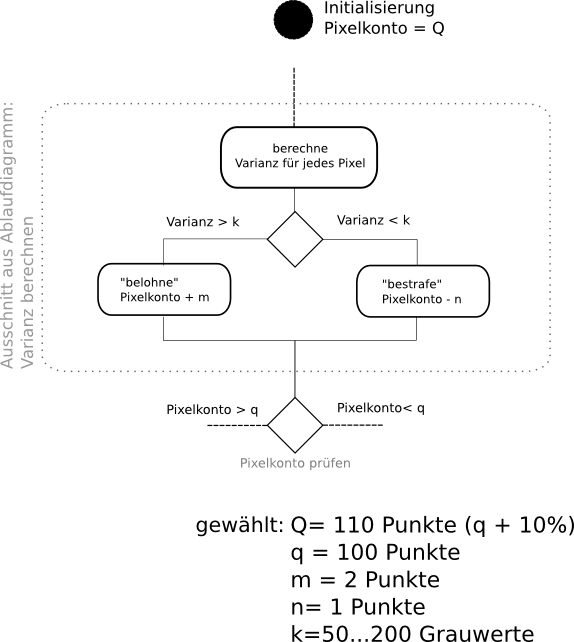 Initialisierung
Pixelkonto = Q
Ausschnitt aus Ablaufdiagramm:
Varianz berechnen
berechne
Varianz für jedes Pixel
Varianz > k
Varianz < k
"belohne"
Pixelkonto + m
"bestrafe"
Pixelkonto - n
Pixelkonto > q
Pixelkonto< q
Pixelkonto prüfen
gewählt: Q= 110 Punkte (q + 10%)
q = 100 Punkte
m = 2 Punkte
n= 1 Punkte
k=50...200 Grauwerte